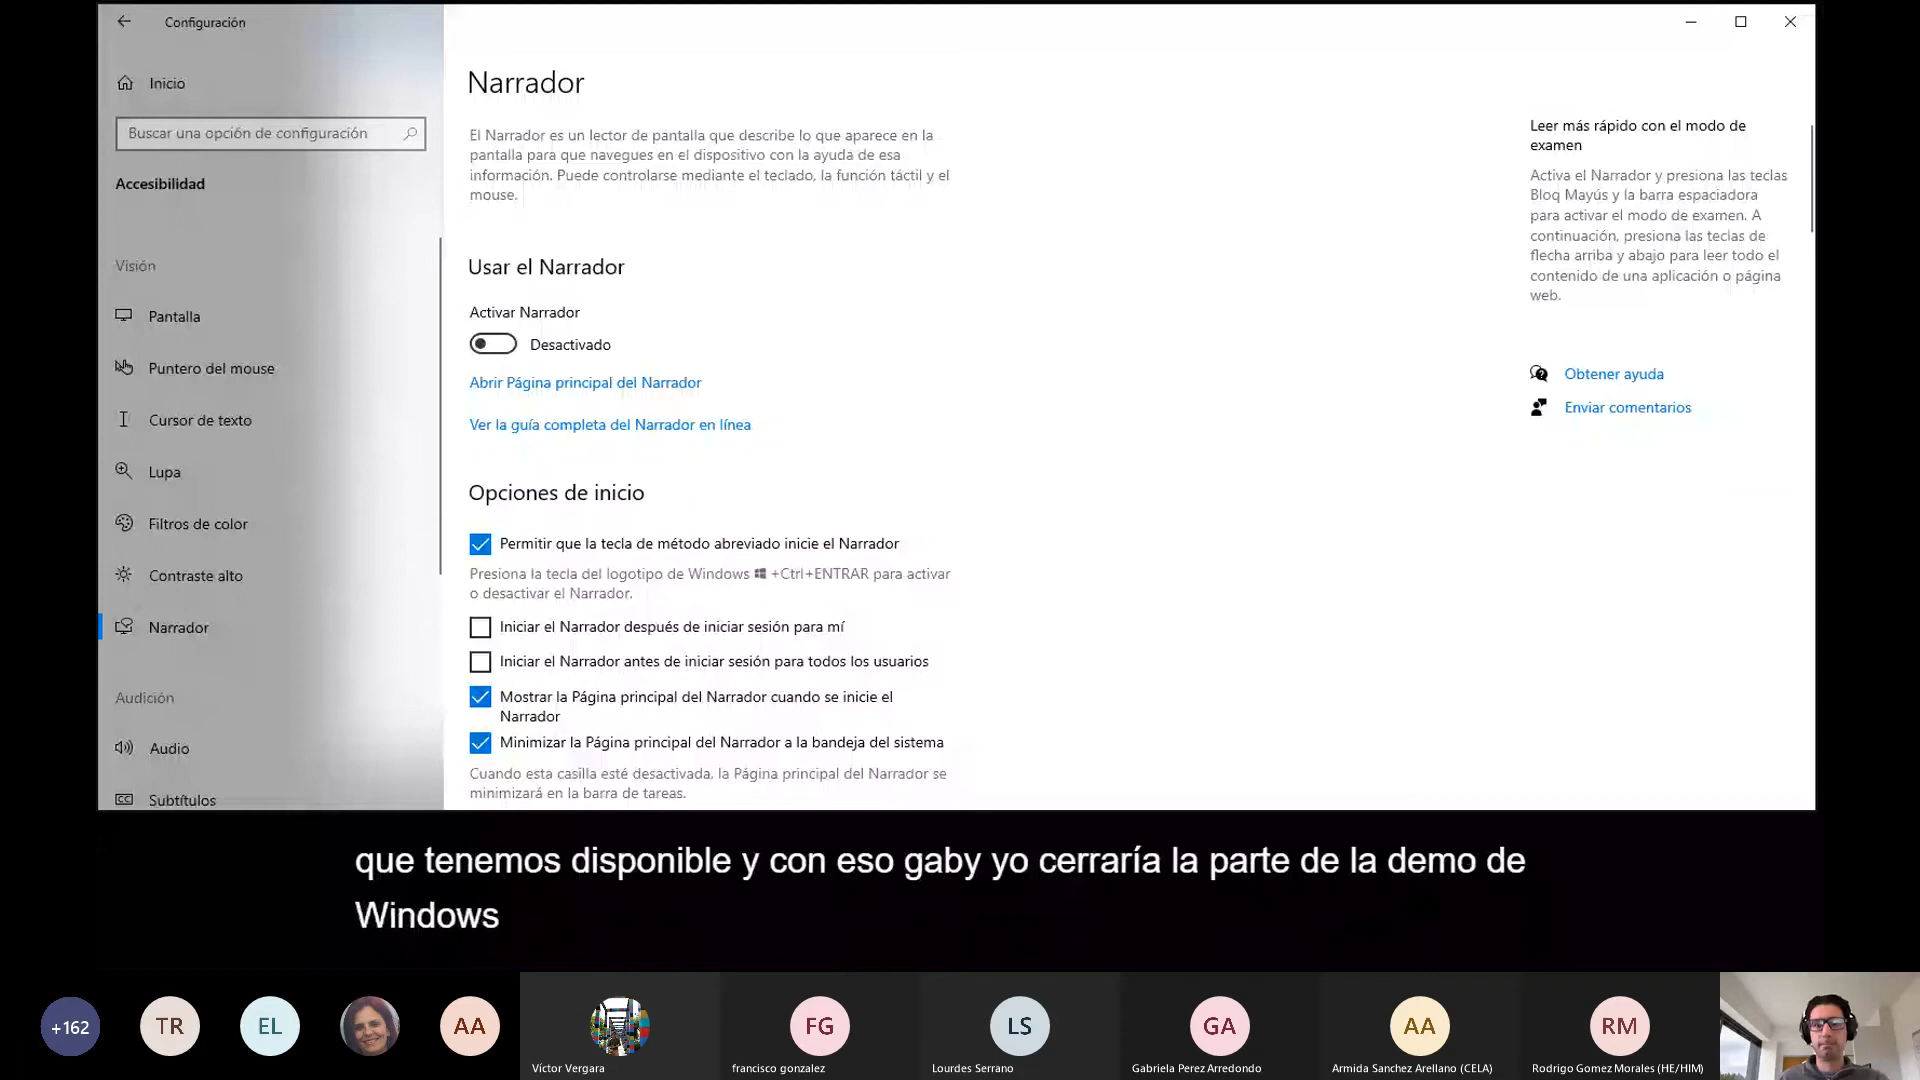 Configuración
Inicio
Buscar una opción de configuración
Accesibilidad
Visión
Pantalla
Puntero del mouse
Cursor de texto
Lupa
Filtros de color
Contraste alto
Narrador
Audición
Audio
Subtítulos
Narrador
El Narrador es un lector de pantalla que describe lo que aparece en la
pantalla para que navegues en el dispositivo con la ayuda de esa
información. Puede controlarse mediante el teclado, la función táctil y el
mouse.
Usar el Narrador
Activar Narrador
Desactivado
Abrir Página principal del Narrador
Ver la guía completa del Narrador en línea
Opciones de inicio
Permitir que la tecla de método abreviado inicie el Narrador
Presiona la tecla del logotipo de Windows +Ctrl+ENTRAR para activar
o desactivar el Narrador.
Iniciar el Narrador después de iniciar sesión para mí
Iniciar el Narrador antes de iniciar sesión para todos los usuarios
Mostrar la Página principal del Narrador cuando se inicie el
Narrador
Minimizar la Página principal del Narrador a la bandeja del sistema
Cuando esta casilla esté desactivada, la Página principal del Narrador se
minimizará en la barra de tareas.
Leer más rápido con el modo de
examen
Activa el Narrador y presiona las teclas
Bloq Mayús y la barra espaciadora
para activar el modo de examen. A
continuación, presiona las teclas de
flecha arriba y abajo para leer todo el
contenido de una aplicación o página
web.
Obtener ayuda
Enviar comentarios
que tenemos disponible y con eso gaby yo cerraría la parte de la demo de
Windows
+162
TR
EL
AA
Víctor Vergara
FG
francisco gonzalez
LS
Lourdes Serrano
GA
Gabriela Perez Arredondo
AA
Armida Sanchez Arellano (CELA)
RM
Rodrigo Gomez Morales (HE/HIM)